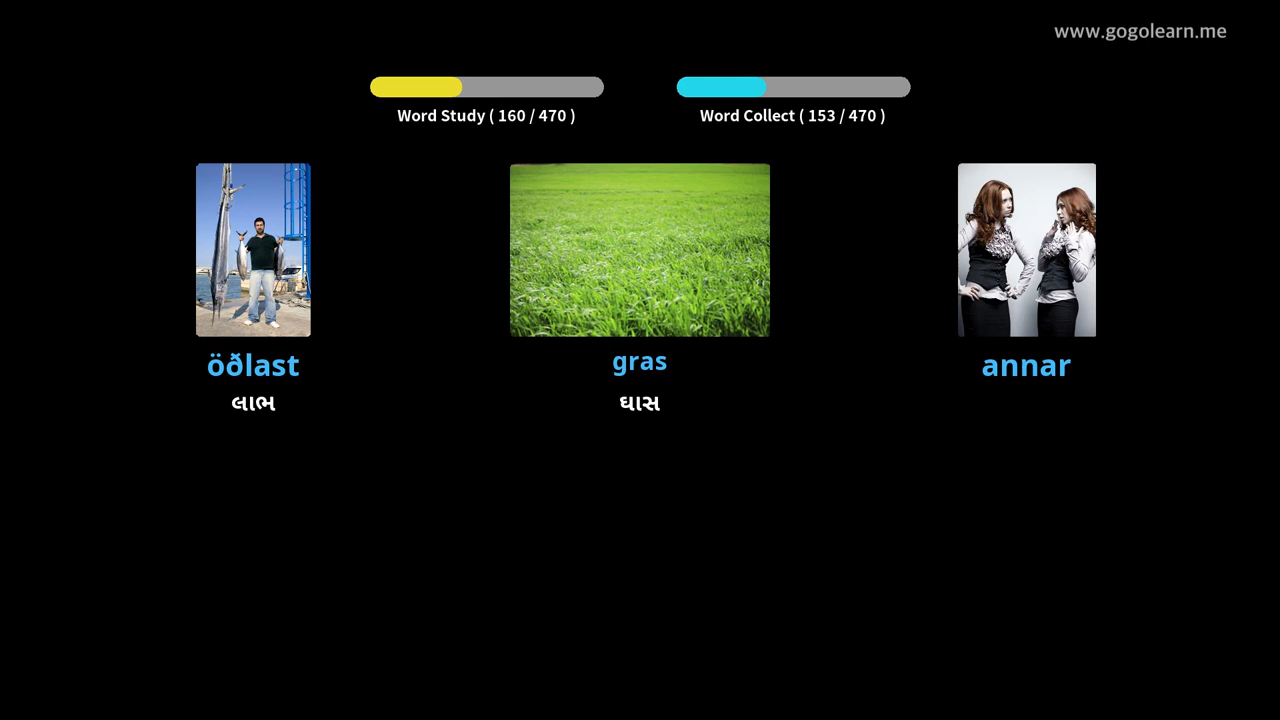 www.gogolearn.me
Word Study ( 160 / 470 )
Word Collect ( 153 / 470 )
öðlast
gras
annar
લાભ
ઘાસ